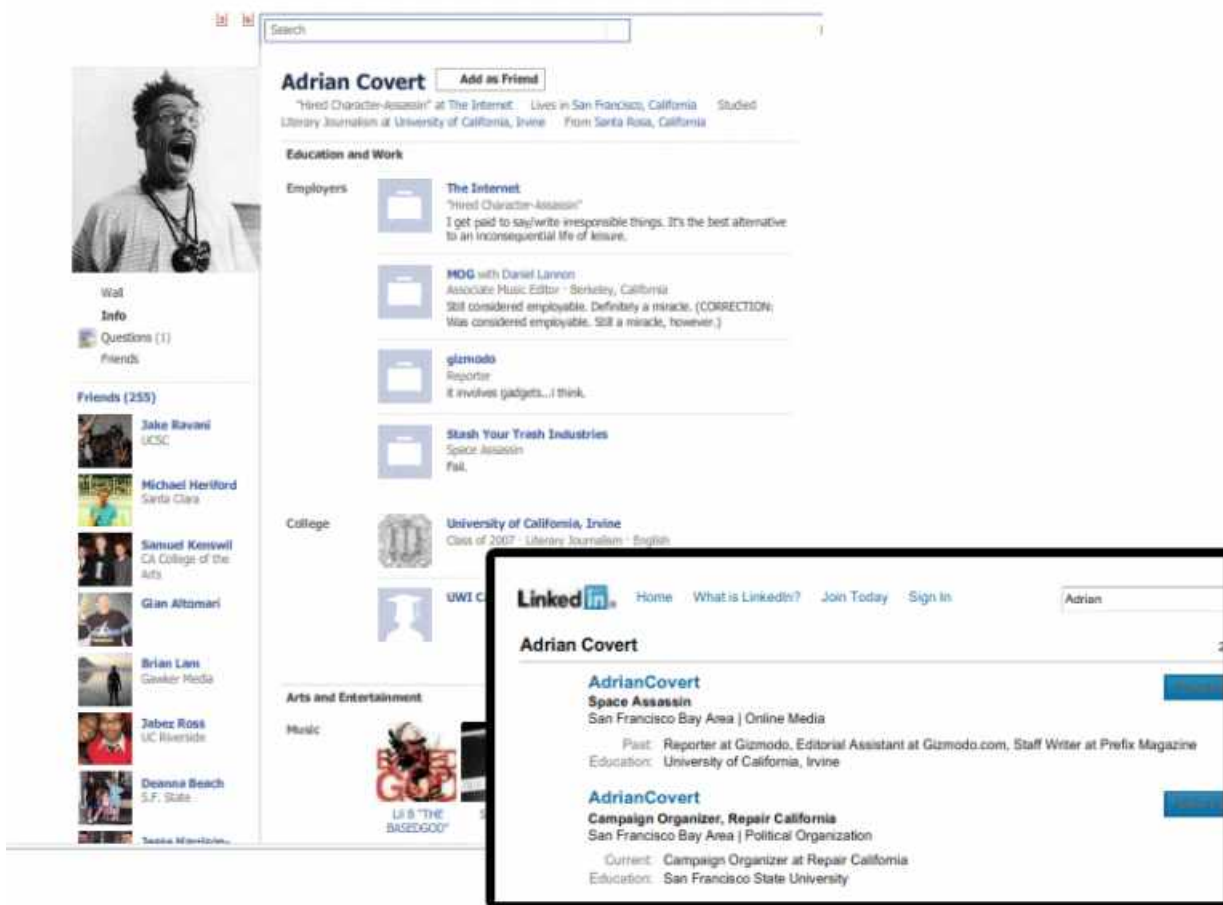 Search
Adrian Covert
Add as Friend
"Hired Character-Assassin" at The Internet Lives in San Francisco, California Studied
Literary Journalism at University of California, Irvine From Santa Rosa, California
Education and Work
Employers
The Internet
"Hired Character-Assassin"
I get paid to say/write irresponsible things. It's the best alternative
to an inconsequential life of leisure.
MOG with Daniel Lannon
Associate Music Editor · Berkeley, California
Still considered employable. Definitely a miracle. (CORRECTION:
Was considered employable. Still a miracle, however.)
gizmodo
Reporter
it involves gadgets...I think.
Stash Your Trash Industries
Space Assassin
Fail.
College
University of California, Irvine
Class of 2007 · Literary Journalism · English
UWI
Arts and Entertainment
Music
Lil B "THE
BASEDGOD"
Wall
Info
Questions (1)
Friends
Friends (255)
Jake Ravani
UCSC
Michael Heriford
Santa Clara
Samuel Kenswil
CA College of the
Arts
Gian Altomari
Brian Lam
Gawker Media
Jabez Ross
UC Riverside
Deanna Beach
S.F. State
LinkedIn
Home What is LinkedIn? Join Today Sign In
Adrian
Adrian Covert
AdrianCovert
Space Assassin
San Francisco Bay Area | Online Media
Past: Reporter at Gizmodo, Editorial Assistant at Gizmodo.com, Staff Writer at Prefix Magazine
Education: University of California, Irvine
AdrianCovert
Campaign Organizer, Repair California
San Francisco Bay Area | Political Organization
Current: Campaign Organizer at Repair California
Education: San Francisco State University